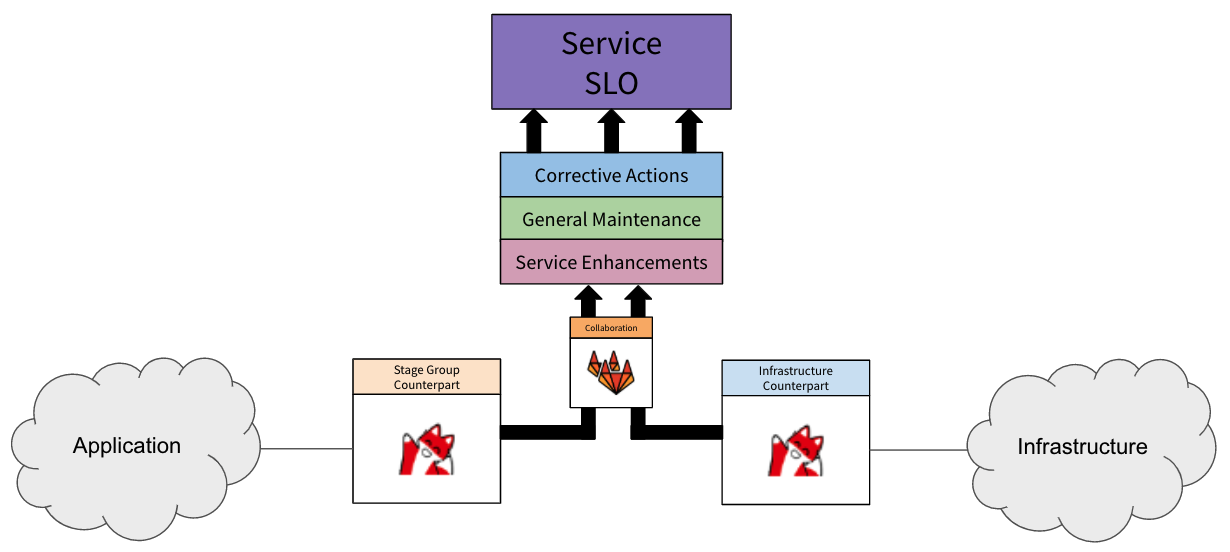 Service
SLO
Corrective Actions
General Maintenance
Service Enhancements
Collaboration
Stage Group
Counterpart
Infrastructure
Counterpart
Application
Infrastructure